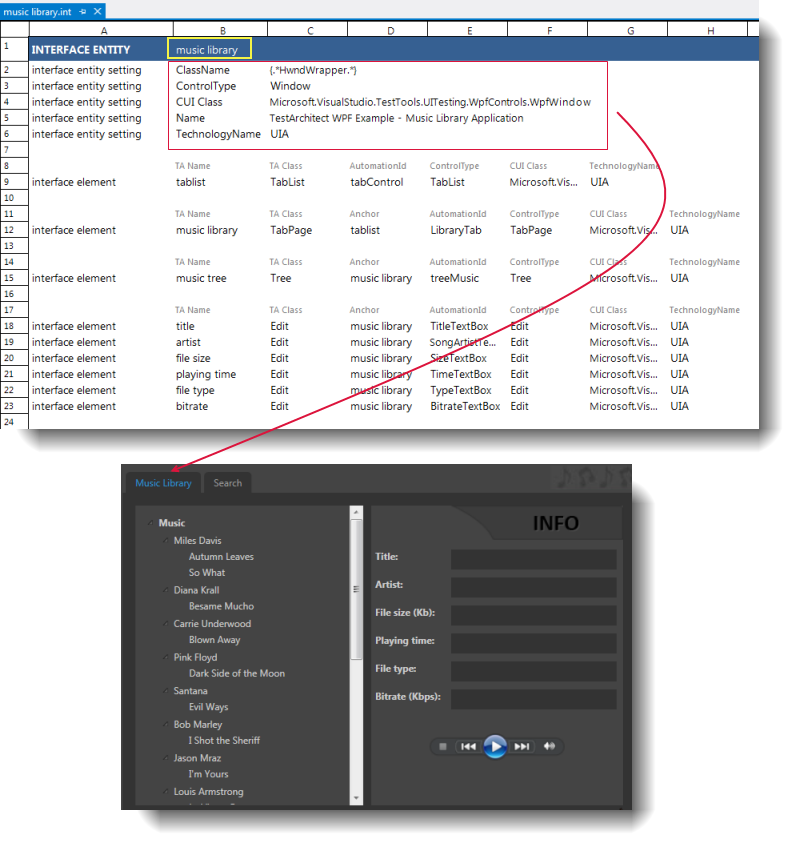 music library.int
A B C D E F G H
1 INTERFACE ENTITY music library
2 interface entity setting ClassName {.*HwndWrapper.*}
3 interface entity setting ControlType Window
4 interface entity setting CUI Class Microsoft.VisualStudio.TestTools.UITesting.WpfControls.WpfWindow
5 interface entity setting Name TestArchitect WPF Example - Music Library Application
6 interface entity setting TechnologyName UIA
7
8 TA Name TA Class AutomationId ControlType CUI Class TechnologyName
9 interface element tablist TabList tabControl TabList Microsoft.Vis... UIA
10
11 TA Name TA Class Anchor AutomationId ControlType CUI Class TechnologyName
12 interface element music library TabPage tablist LibraryTab TabPage Microsoft.Vis... UIA
13
14 TA Name TA Class Anchor AutomationId ControlType CUI Class TechnologyName
15 interface element music tree Tree music library treeMusic Tree Microsoft.Vis... UIA
16
17 TA Name TA Class Anchor AutomationId ControlType CUI Class TechnologyName
18 interface element title Edit music library TitleTextBox Edit Microsoft.Vis... UIA
19 interface element artist Edit music library SongArtistTe... Edit Microsoft.Vis... UIA
20 interface element file size Edit music library SizeTextBox Edit Microsoft.Vis... UIA
21 interface element playing time Edit music library TimeTextBox Edit Microsoft.Vis... UIA
22 interface element file type Edit music library TypeTextBox Edit Microsoft.Vis... UIA
23 interface element bitrate Edit music library BitrateTextBox Edit Microsoft.Vis... UIA
24
Music Library Search
Music
Miles Davis
Autumn Leaves
So What
Diana Krall
Besame Mucho
Carrie Underwood
Blown Away
Pink Floyd
Dark Side of the Moon
Santana
Evil Ways
Bob Marley
I Shot the Sheriff
Jason Mraz
I'm Yours
Louis Armstrong
INFO
Title:
Artist:
File size (Kb):
Playing time:
File type:
Bitrate (Kbps):